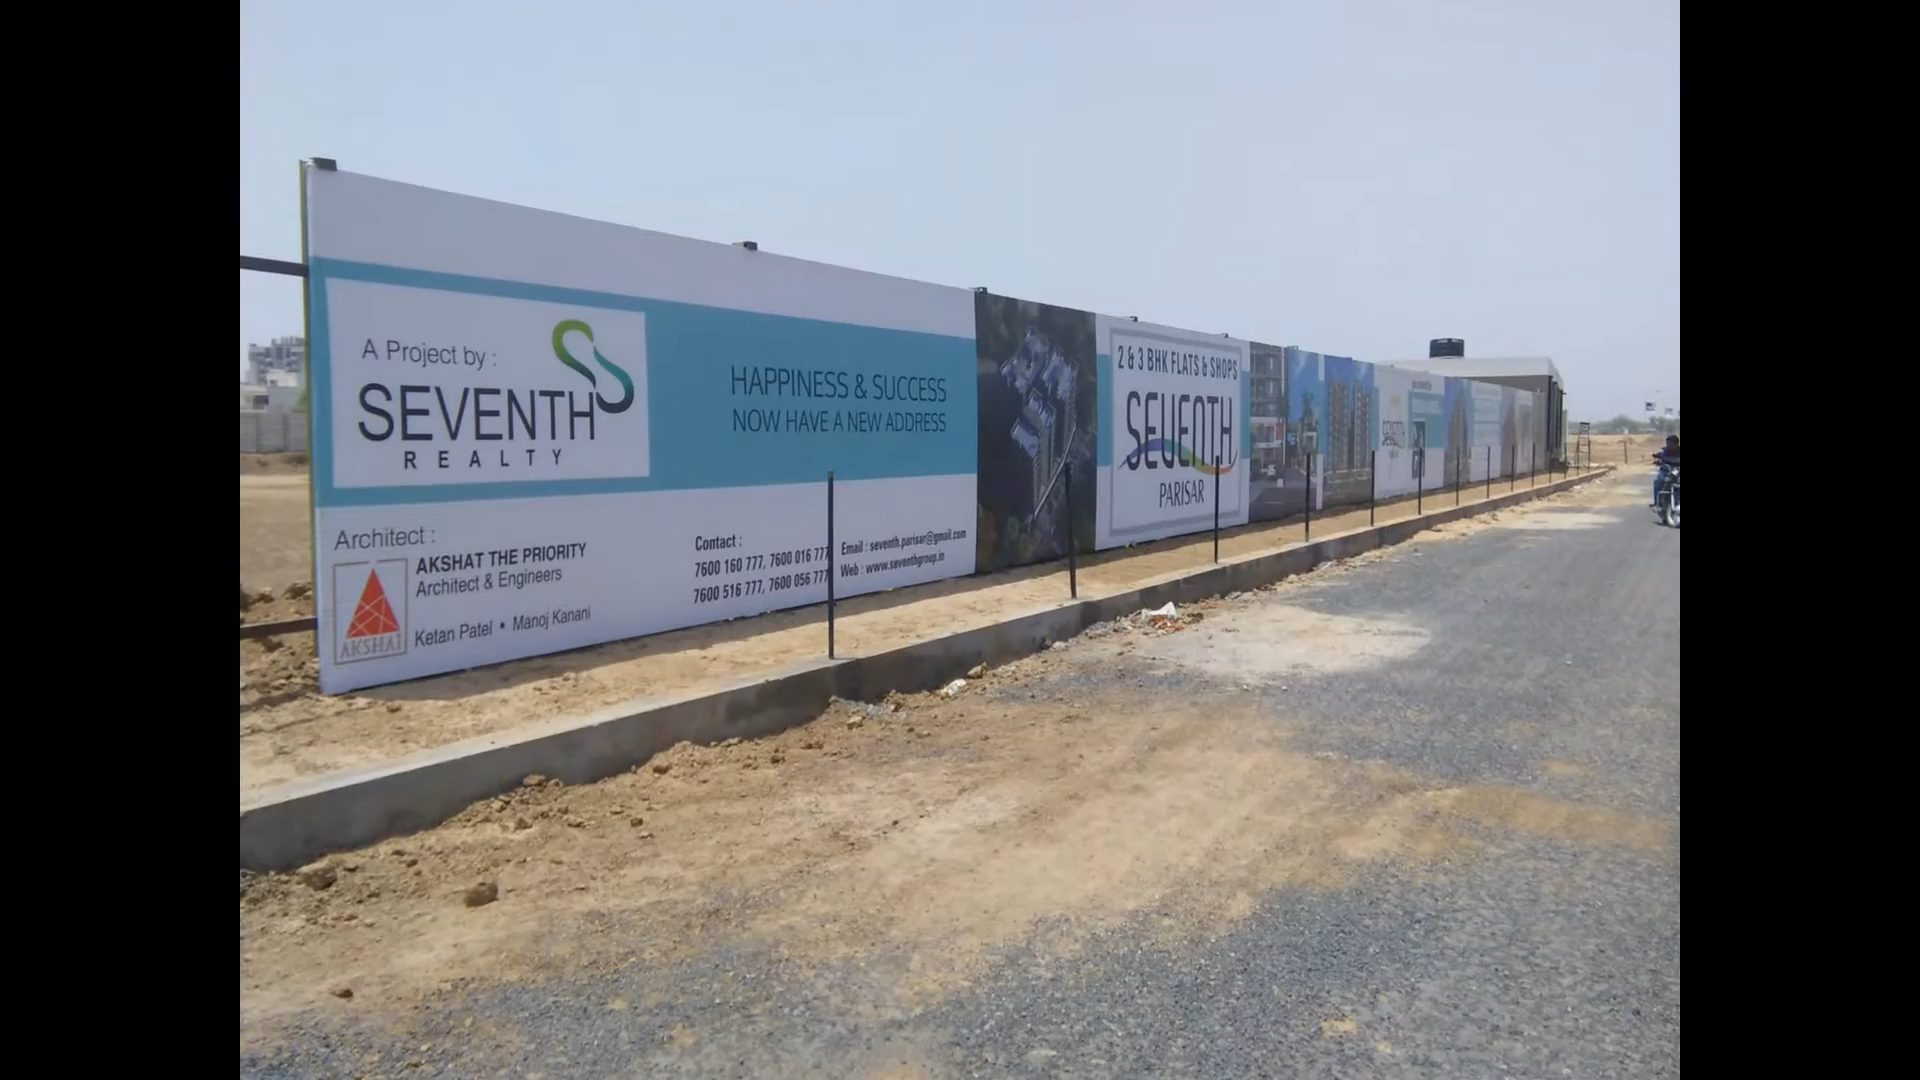 A Project by :
SEVENTH
REALTY
HAPPINESS & SUCCESS
NOW HAVE A NEW ADDRESS
Architect :
AKSHAT THE PRIORITY
Architect & Engineers
Ketan Patel • Manoj Kanani
AKSHAT
Contact :
7600 160 777, 7600 016 777
7600 516 777, 7600 056 777
Email : seventh.parisar@gmail.com
Web : www.seventhgroup.in
2 & 3 BHK FLATS & SHOPS
SEVENTH
PARISAR
SEVENTH